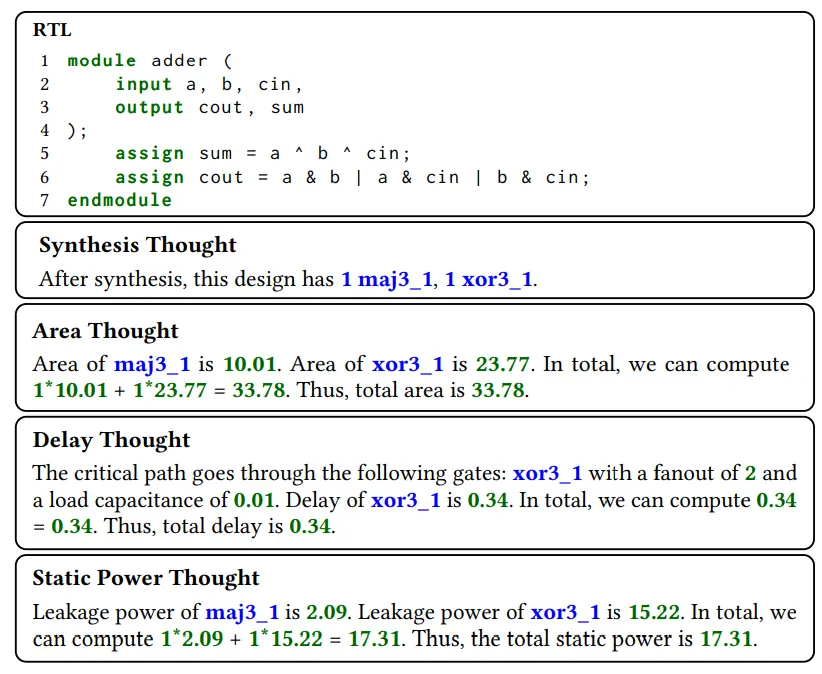 RTL
1 module adder (
2     input a, b, cin,
3     output cout, sum
4 );
5     assign sum = a ^ b ^ cin;
6     assign cout = a & b | a & cin | b & cin;
7 endmodule
Synthesis Thought
After synthesis, this design has 1 maj3_1, 1 xor3_1.
Area Thought
Area of maj3_1 is 10.01. Area of xor3_1 is 23.77. In total, we can compute
1*10.01 + 1*23.77 = 33.78. Thus, total area is 33.78.
Delay Thought
The critical path goes through the following gates: xor3_1 with a fanout of 2 and
a load capacitance of 0.01. Delay of xor3_1 is 0.34. In total, we can compute 0.34
= 0.34. Thus, total delay is 0.34.
Static Power Thought
Leakage power of maj3_1 is 2.09. Leakage power of xor3_1 is 15.22. In total, we
can compute 1*2.09 + 1*15.22 = 17.31. Thus, the total static power is 17.31.